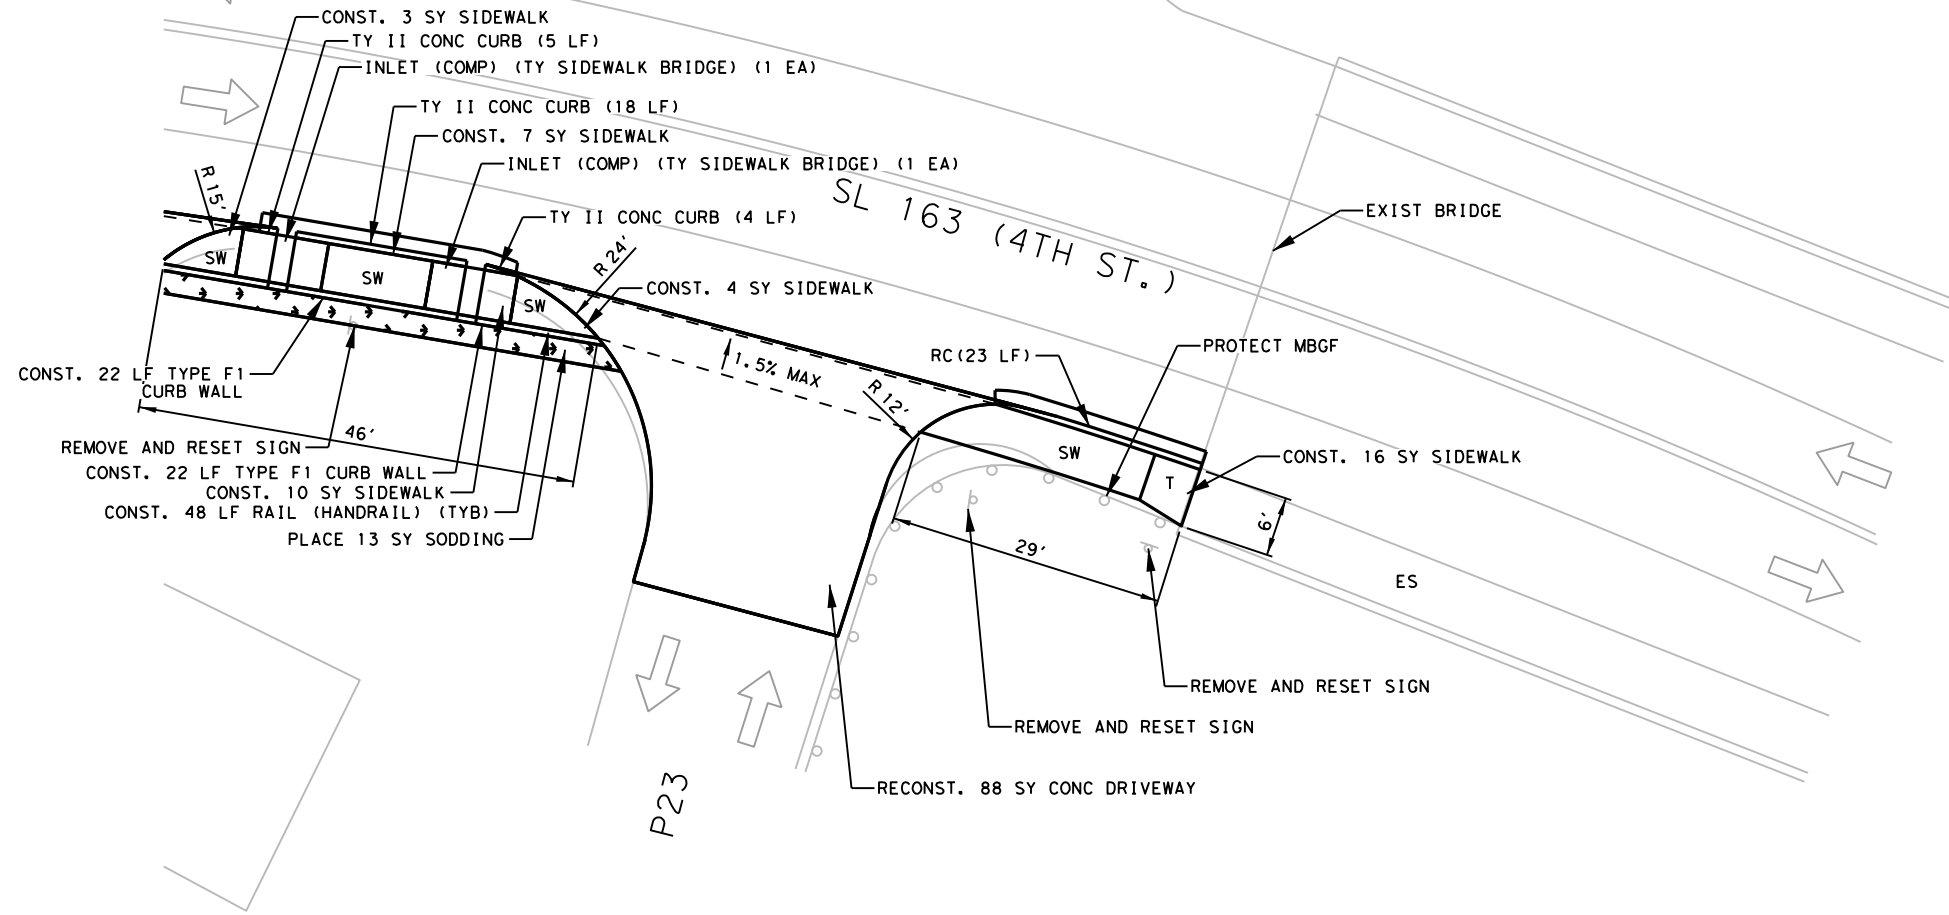 CONST. 3 SY SIDEWALK
TY II CONC CURB (5 LF)
INLET (COMP) (TY SIDEWALK BRIDGE) (1 EA)
TY II CONC CURB (18 LF)
CONST. 7 SY SIDEWALK
INLET (COMP) (TY SIDEWALK BRIDGE) (1 EA)
R 15'
TY II CONC CURB (4 LF)
SL 163 (4TH ST.)
EXIST BRIDGE
R 24'
SW
SW
SW
CONST. 4 SY SIDEWALK
1.5% MAX
RC(23 LF)
PROTECT MBGF
CONST. 22 LF TYPE F1
CURB WALL
R 12'
46'
REMOVE AND RESET SIGN
CONST. 22 LF TYPE F1 CURB WALL
CONST. 10 SY SIDEWALK
CONST. 48 LF RAIL (HANDRAIL) (TYB)
PLACE 13 SY SODDING
SW
T
CONST. 16 SY SIDEWALK
6'
29'
ES
REMOVE AND RESET SIGN
REMOVE AND RESET SIGN
RECONST. 88 SY CONC DRIVEWAY
P23